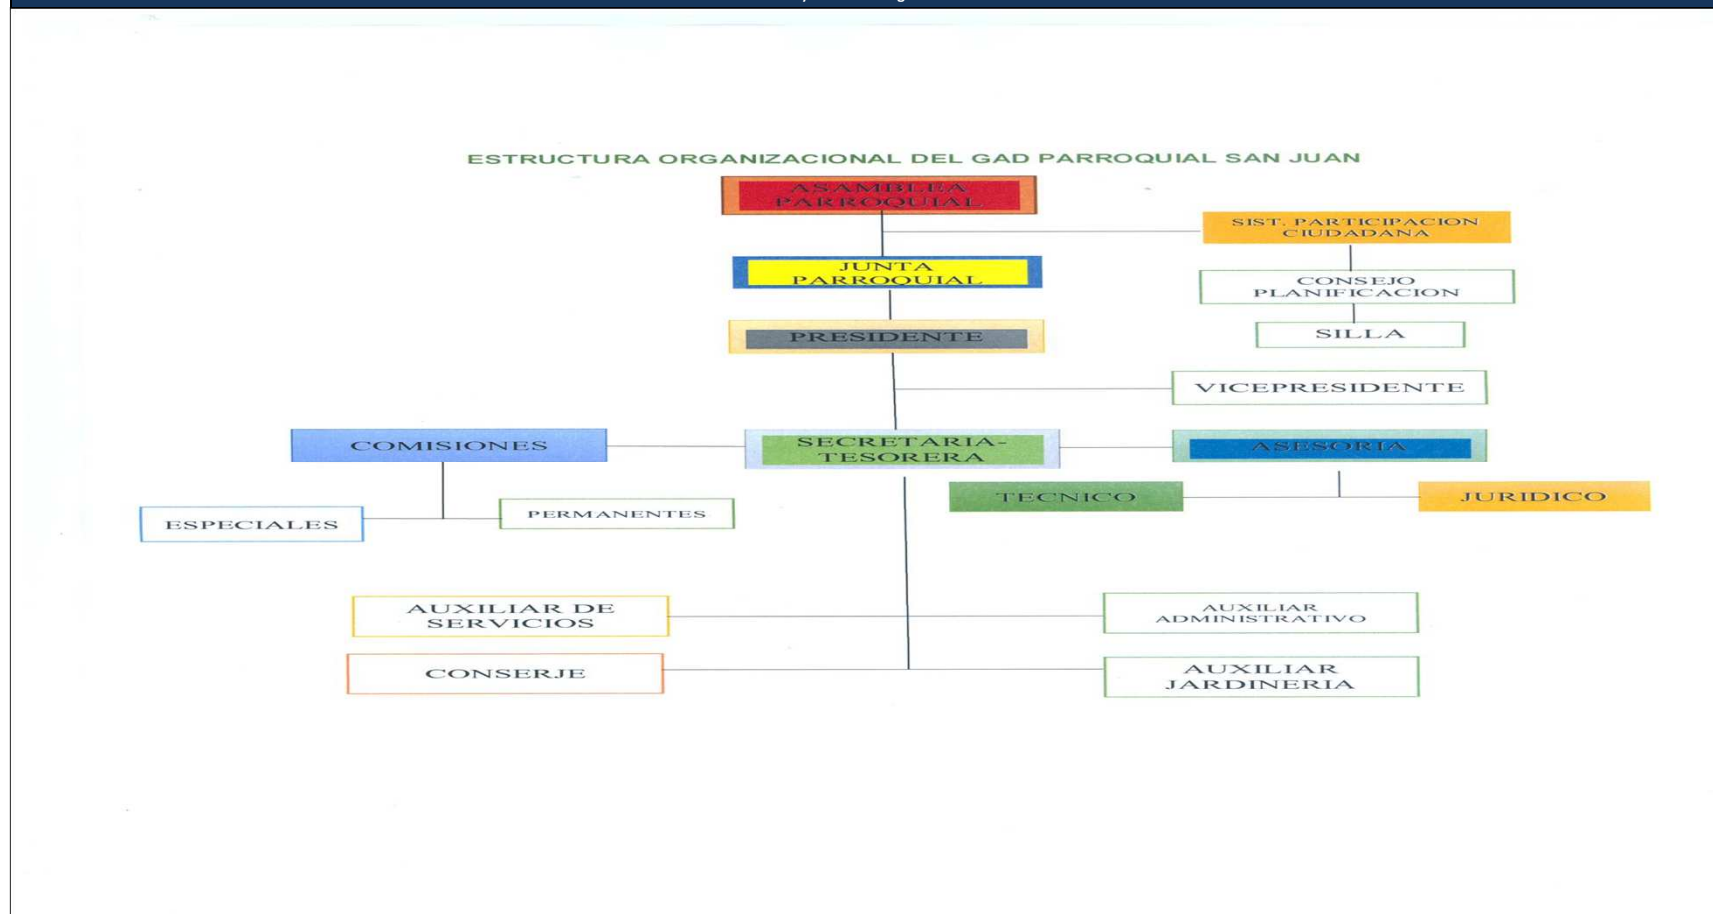 ESTRUCTURA ORGANIZACIONAL DEL GAD PARROQUIAL SAN JUAN
ASAMBLEA
PARROQUIAL
SIST. PARTICIPACION
CIUDADANA
JUNTA
PARROQUIAL
CONSEJO
PLANIFICACION
PRESIDENTE
SILLA
VICEPRESIDENTE
COMISIONES
SECRETARIA-
TESORERA
ASESORIA
TECNICO
JURIDICO
ESPECIALES
PERMANENTES
AUXILIAR DE
SERVICIOS
AUXILIAR
ADMINISTRATIVO
CONSERJE
AUXILIAR
JARDINERIA